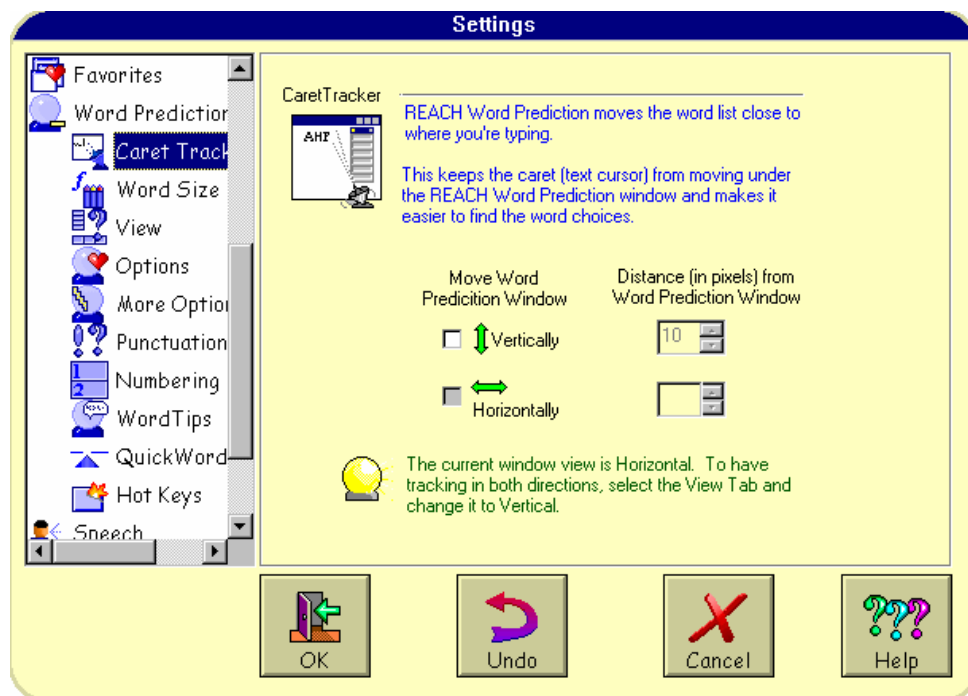 Settings
Favorites
Word Prediction
Caret Track
Word Size
View
Options
More Option
Punctuation
Numbering
WordTips
QuickWord
Hot Keys
Speech
CaretTracker
REACH Word Prediction moves the word list close to
where you're typing.
This keeps the caret (text cursor) from moving under
the REACH Word Prediction window and makes it
easier to find the word choices.
Move Word
Predicition Window
Distance (in pixels) from
Word Prediction Window
Vertically
10
Horizontally
The current window view is Horizontal. To have
tracking in both directions, select the View Tab and
change it to Vertical.
OK
Undo
Cancel
Help